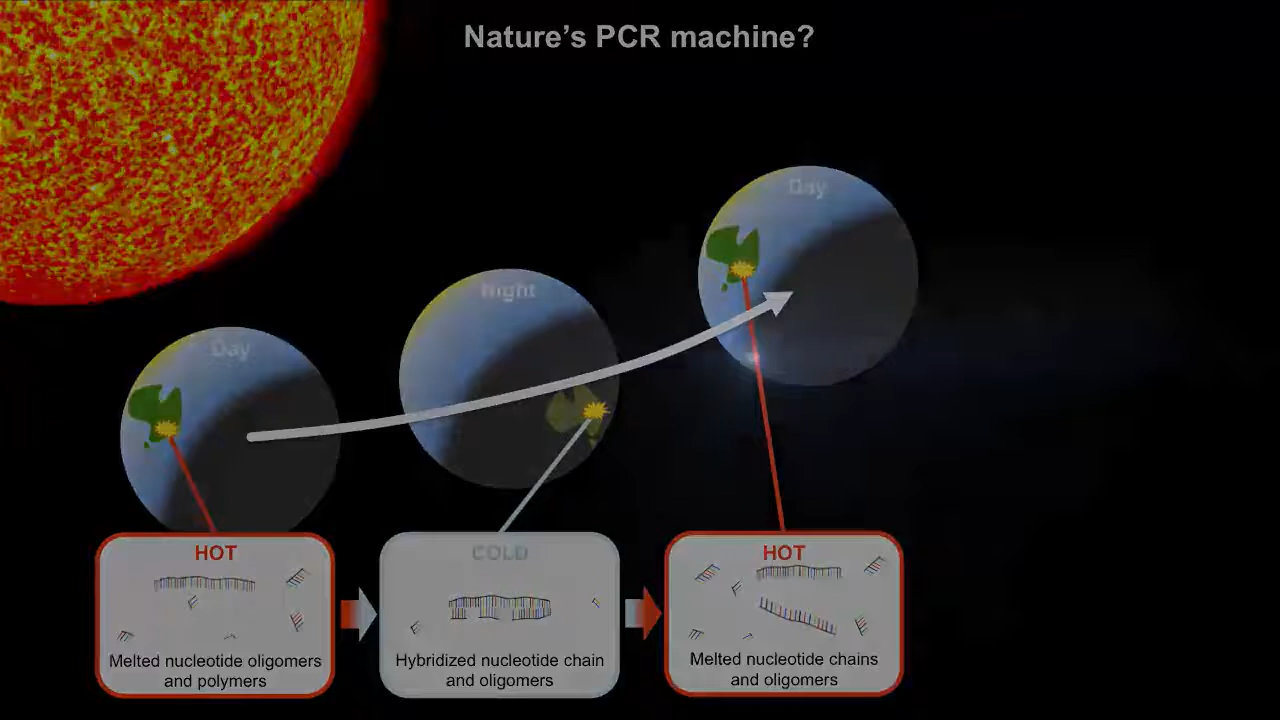 Nature's PCR machine?
Day
Night
Day
HOT
Melted nucleotide oligomers
and polymers
COLD
Hybridized nucleotide chain
and oligomers
HOT
Melted nucleotide chains
and oligomers